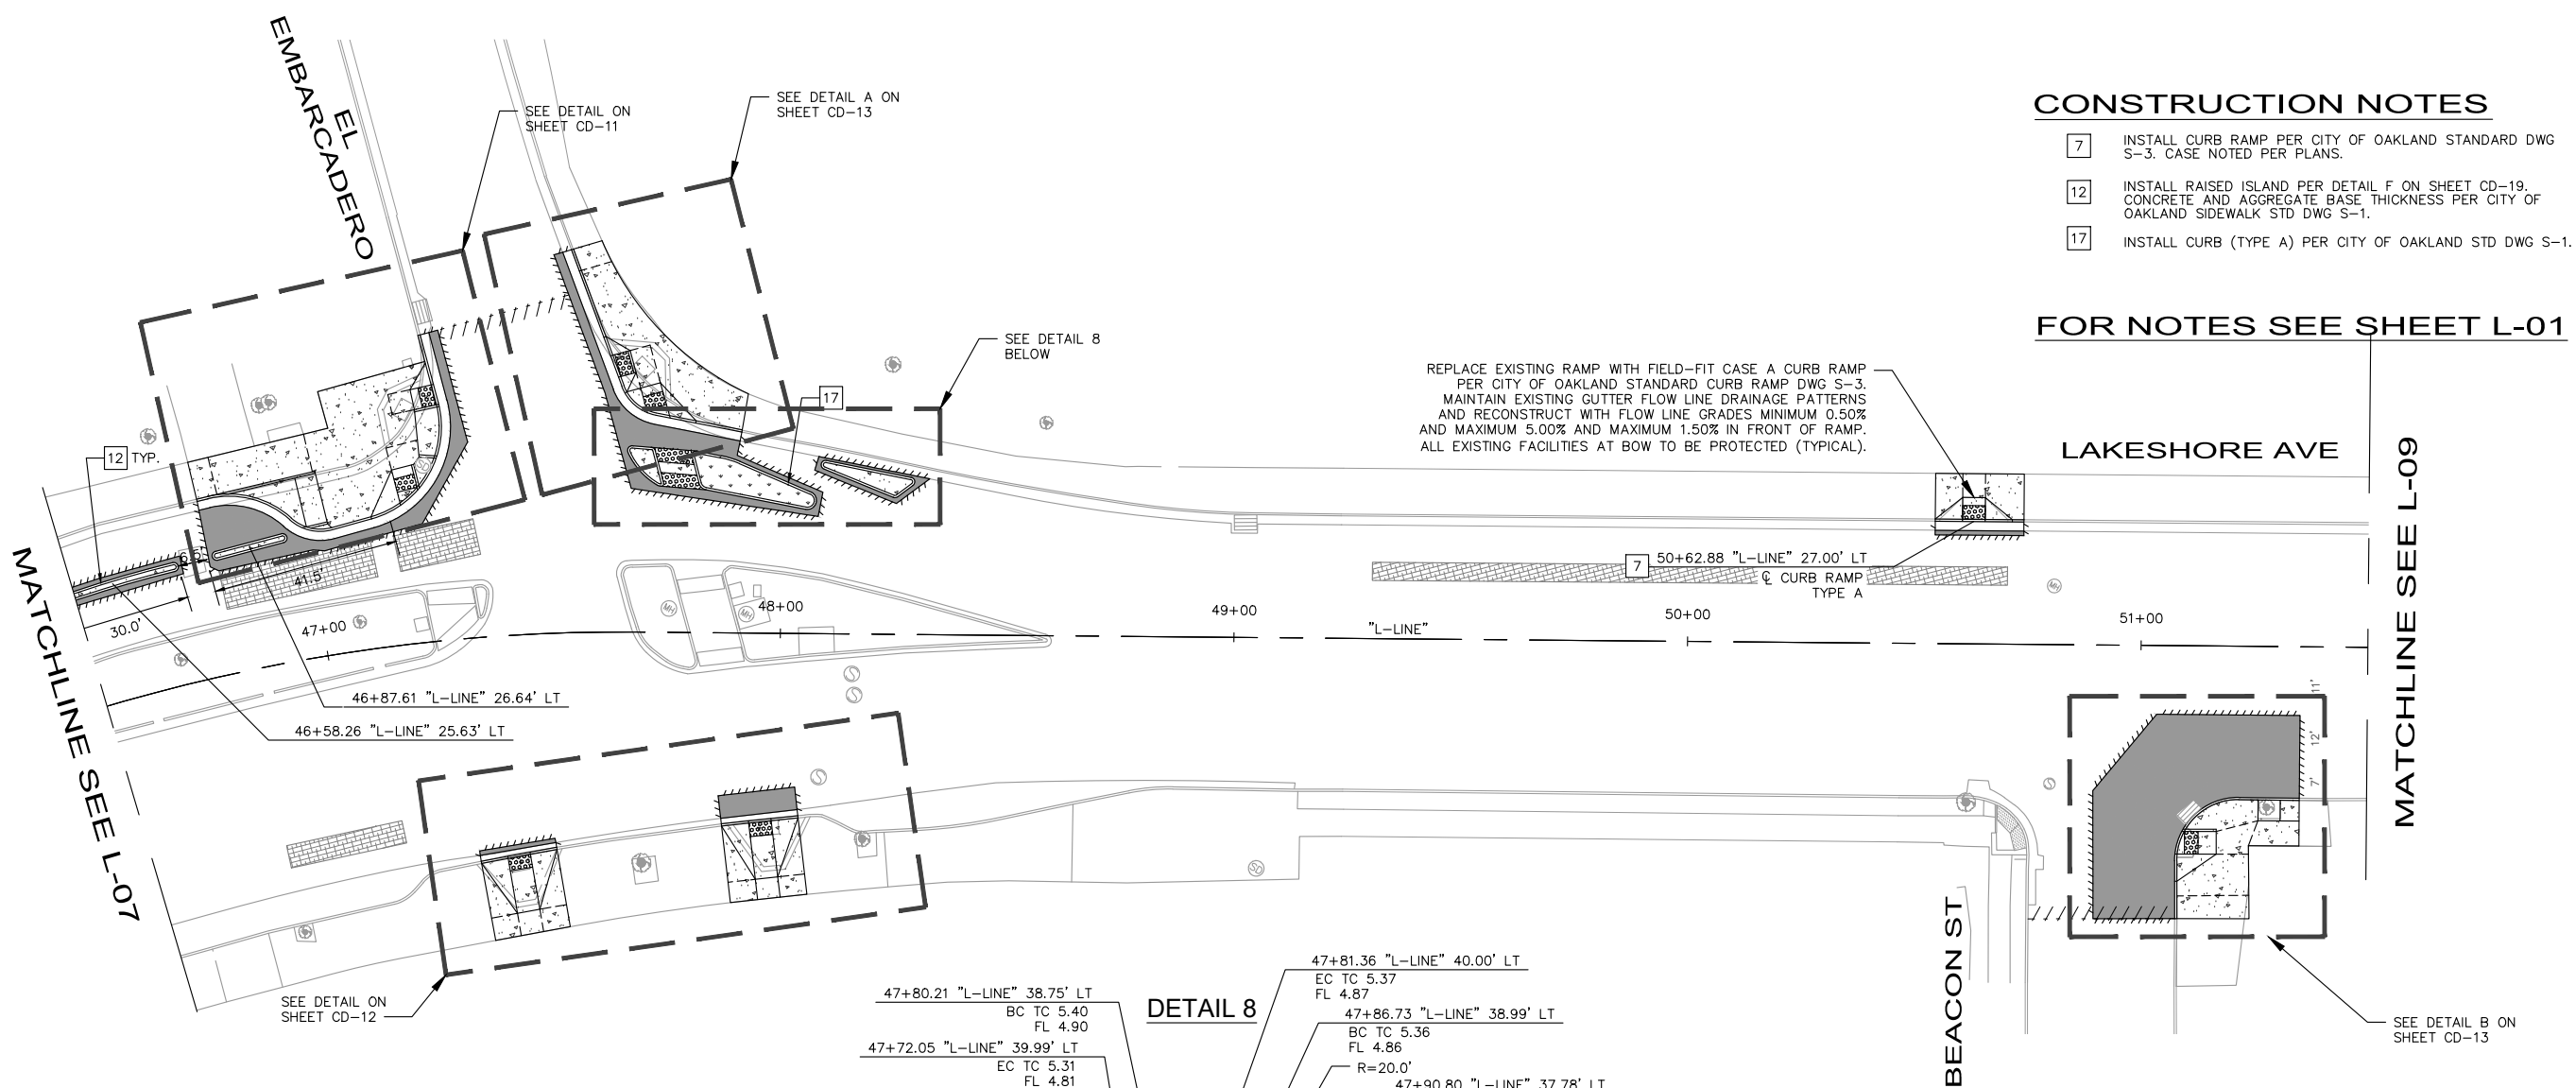 EL
EMBARCADERO
SEE DETAIL ON
SHEET CD-11
SEE DETAIL A ON
SHEET CD-13
CONSTRUCTION NOTES
7 INSTALL CURB RAMP PER CITY OF OAKLAND STANDARD DWG
S-3. CASE NOTED PER PLANS.
12 INSTALL RAISED ISLAND PER DETAIL F ON SHEET CD-19.
CONCRETE AND AGGREGATE BASE THICKNESS PER CITY OF
OAKLAND SIDEWALK STD DWG S-1.
17 INSTALL CURB (TYPE A) PER CITY OF OAKLAND STD DWG S-1.
FOR NOTES SEE SHEET L-01
SEE DETAIL 8
BELOW
17
REPLACE EXISTING RAMP WITH FIELD-FIT CASE A CURB RAMP
PER CITY OF OAKLAND STANDARD CURB RAMP DWG S-3.
MAINTAIN EXISTING GUTTER FLOW LINE DRAINAGE PATTERNS
AND RECONSTRUCT WITH FLOW LINE GRADES MINIMUM 0.50%
AND MAXIMUM 5.00% AND MAXIMUM 1.50% IN FRONT OF RAMP.
ALL EXISTING FACILITIES AT BOW TO BE PROTECTED (TYPICAL).
LAKESHORE AVE
12 TYP.
SD
6.5'
41.5'
30.0'
7 50+62.88 "L-LINE" 27.00' LT
℄ CURB RAMP
TYPE A
MH
MH
MH
47+00
48+00
49+00
"L-LINE"
50+00
51+00
MATCHLINE SEE L-07
MATCHLINE SEE L-09
46+87.61 "L-LINE" 26.64' LT
46+58.26 "L-LINE" 25.63' LT
S
S
S
S
11'
12'
7'
SD
SEE DETAIL ON
SHEET CD-12
BEACON ST
SEE DETAIL B ON
SHEET CD-13
DETAIL 8
47+80.21 "L-LINE" 38.75' LT
BC TC 5.40
FL 4.90
47+72.05 "L-LINE" 39.99' LT
EC TC 5.31
FL 4.81
47+81.36 "L-LINE" 40.00' LT
EC TC 5.37
FL 4.87
47+86.73 "L-LINE" 38.99' LT
BC TC 5.36
FL 4.86
R=20.0'
47+90.80 "L-LINE" 37.78' LT